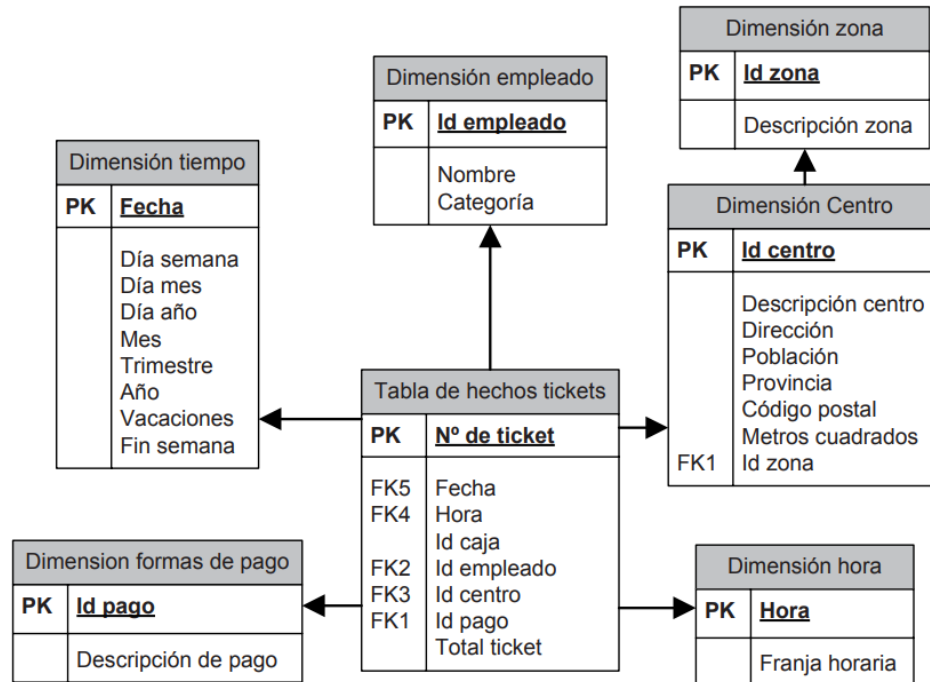 Dimensión zona
PK Id zona
Descripción zona
Dimensión empleado
PK Id empleado
Nombre
Categoría
Dimensión tiempo
PK Fecha
Día semana
Día mes
Día año
Mes
Trimestre
Año
Vacaciones
Fin semana
Dimensión Centro
PK Id centro
Descripción centro
Dirección
Población
Provincia
Código postal
Metros cuadrados
FK1 Id zona
Tabla de hechos tickets
PK Nº de ticket
FK5 Fecha
FK4 Hora
Id caja
FK2 Id empleado
FK3 Id centro
FK1 Id pago
Total ticket
Dimension formas de pago
PK Id pago
Descripción de pago
Dimensión hora
PK Hora
Franja horaria